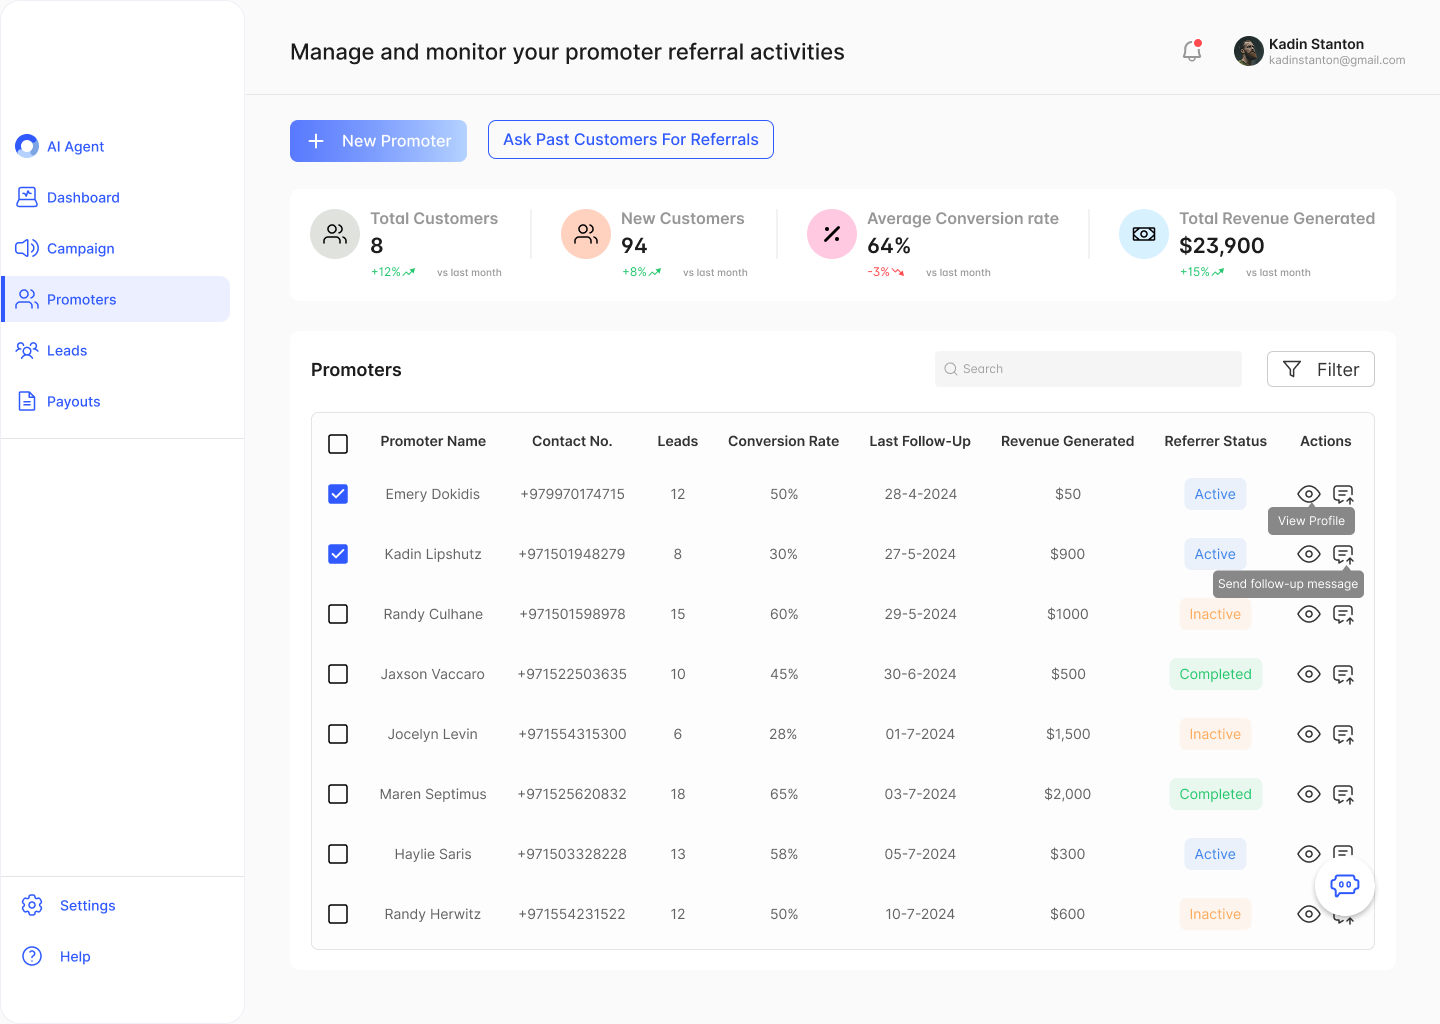 Manage and monitor your promoter referral activities
Kadin Stanton
kadinstanton@gmail.com
AI Agent
Dashboard
Campaign
Promoters
Leads
Payouts
Settings
Help
New Promoter
Ask Past Customers For Referrals
Total Customers
8
+12% vs last month
New Customers
94
+8% vs last month
Average Conversion rate
64%
-3% vs last month
Total Revenue Generated
$23,900
+15% vs last month
Promoters
Search
Filter
Promoter Name Contact No. Leads Conversion Rate Last Follow-Up Revenue Generated Referrer Status Actions
Emery Dokidis +979970174715 12 50% 28-4-2024 $50 Active
View Profile
Kadin Lipshutz +971501948279 8 30% 27-5-2024 $900 Active
Send follow-up message
Randy Culhane +971501598978 15 60% 29-5-2024 $1000 Inactive
Jaxson Vaccaro +971522503635 10 45% 30-6-2024 $500 Completed
Jocelyn Levin +971554315300 6 28% 01-7-2024 $1,500 Inactive
Maren Septimus +971525620832 18 65% 03-7-2024 $2,000 Completed
Haylie Saris +971503328228 13 58% 05-7-2024 $300 Active
Randy Herwitz +971554231522 12 50% 10-7-2024 $600 Inactive